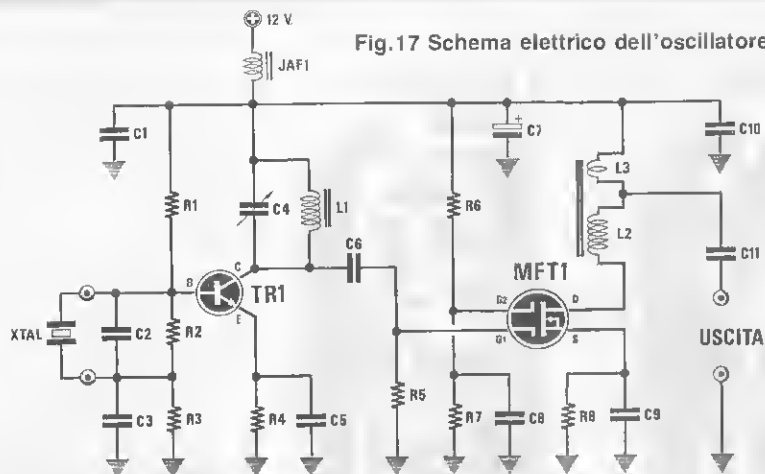 12 V.
Fig.17 Schema elettrico dell'oscillatore
JAF1
C1
C7
+
C10
L3
R1
R6
C4
L1
L2
C6
C11
MFT1
B
C
E
TR1
G2
D
G1
S
XTAL
C2
R2
USCITA
C3
R3
R4
C5
R5
R7
C8
R8
C9